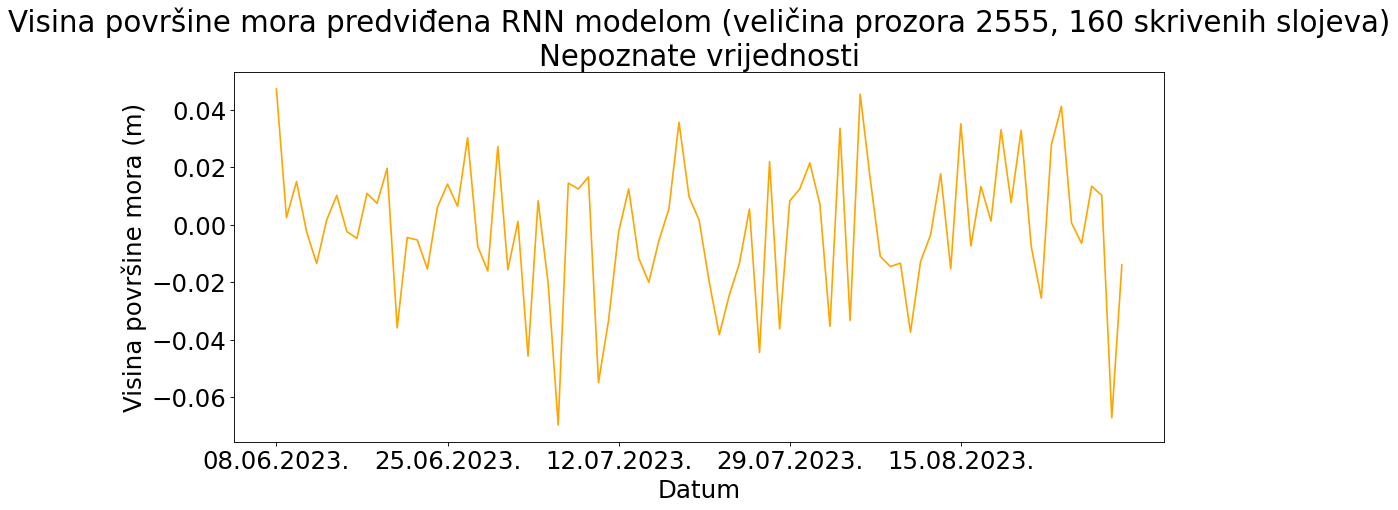 Visina površine mora predviđena RNN modelom (veličina prozora 2555, 160 skrivenih slojeva)
Nepoznate vrijednosti
Visina površine mora (m)
0.04
0.02
0.00
−0.02
−0.04
−0.06
08.06.2023. 25.06.2023. 12.07.2023. 29.07.2023. 15.08.2023.
Datum